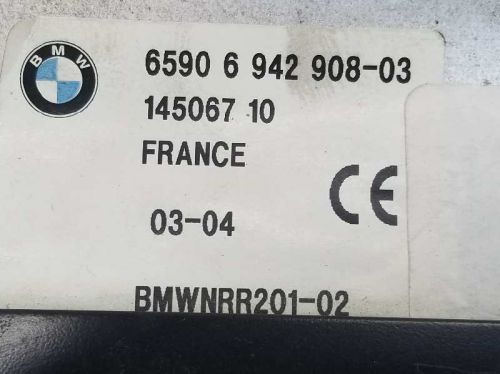 BMW
6590 6 942 908-03
145067 10
FRANCE
CE
03-04
BMWNRR201-02